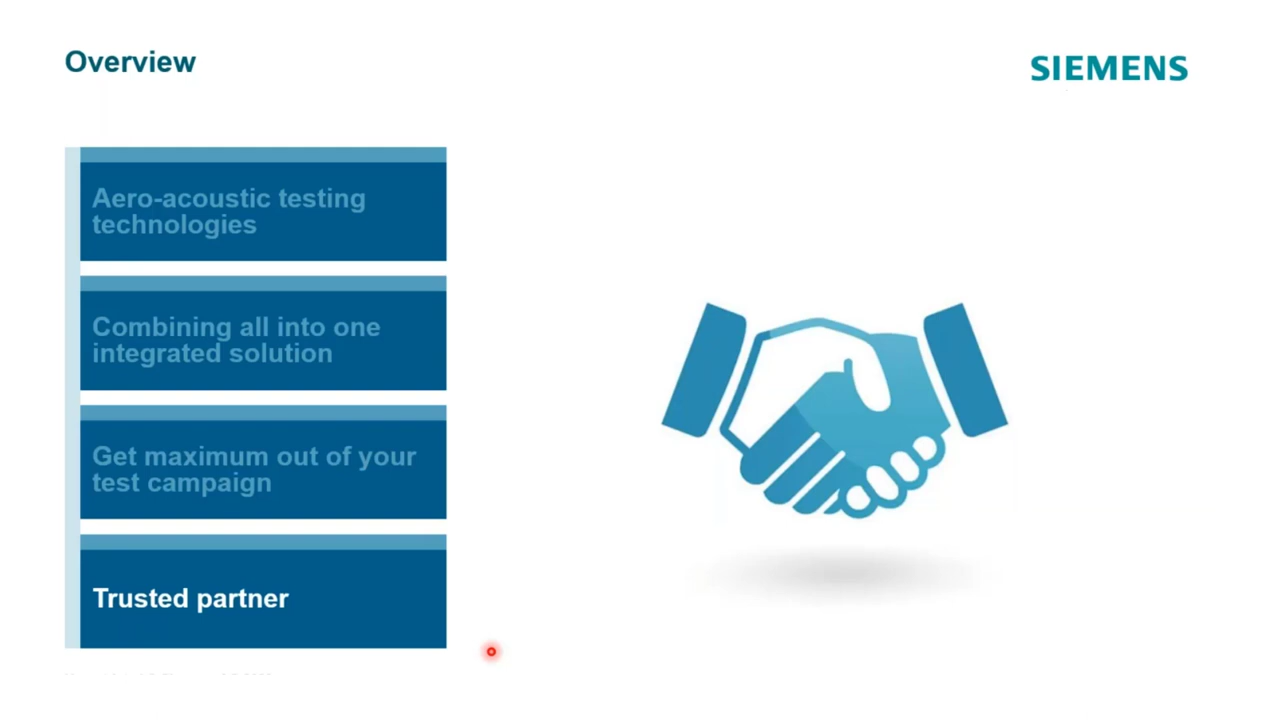 Overview
SIEMENS
Aero-acoustic testing
technologies
Combining all into one
integrated solution
Get maximum out of your
test campaign
Trusted partner